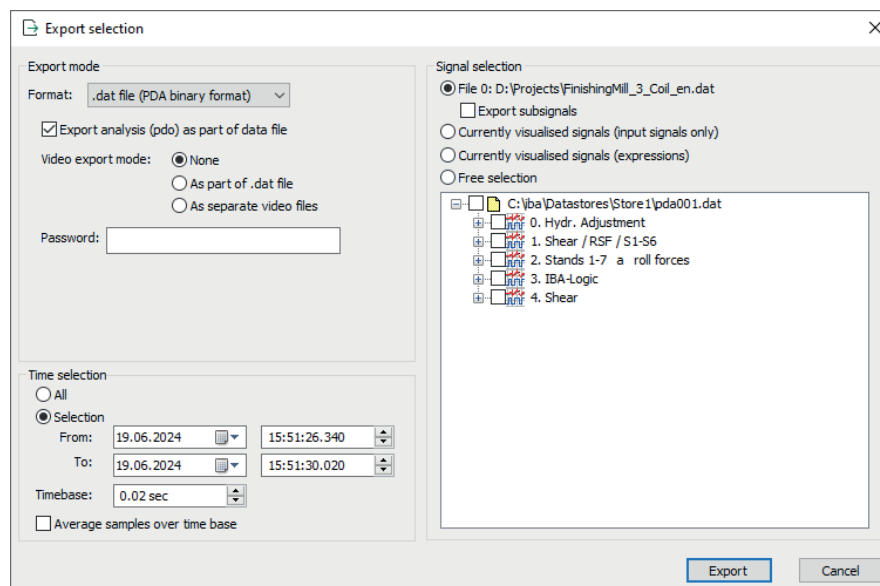 Export selection
Export mode
Format: .dat file (PDA binary format)
Export analysis (pdo) as part of data file
Video export mode: None
As part of .dat file
As separate video files
Password:
Time selection
All
Selection
From: 19.06.2024 15:51:26.340
To: 19.06.2024 15:51:30.020
Timebase: 0.02 sec
Average samples over time base
Signal selection
File 0: D:\Projects\FinishingMill_3_Coil_en.dat
Export subsignals
Currently visualised signals (input signals only)
Currently visualised signals (expressions)
Free selection
C:\iba\Datastores\Store1\pda001.dat
0. Hydr. Adjustment
1. Shear / RSF / S1-S6
2. Stands 1-7 a roll forces
3. IBA-Logic
4. Shear
Export Cancel